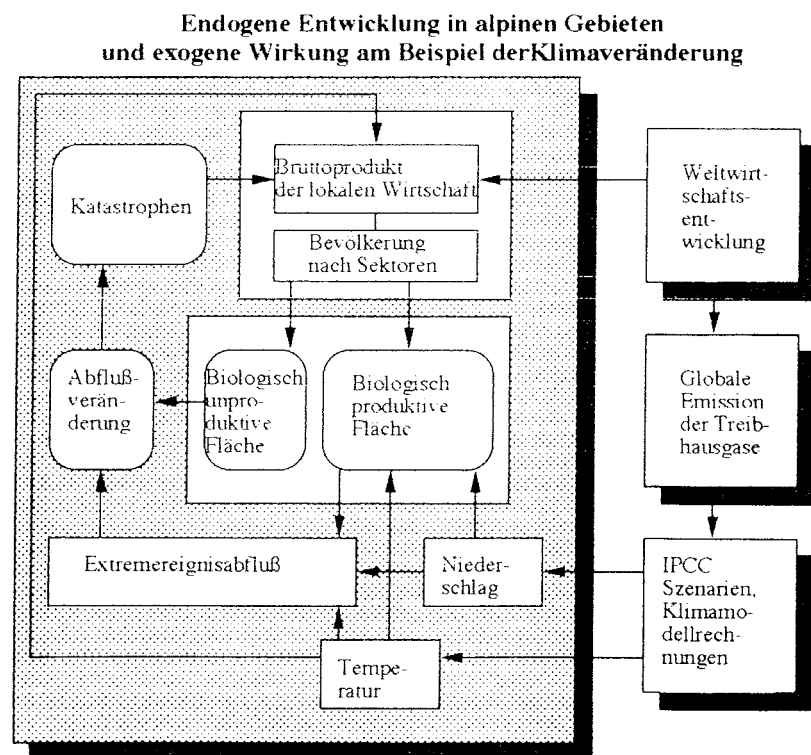 Endogene Entwicklung in alpinen Gebieten
und exogene Wirkung am Beispiel derKlimaveränderung
Katastrophen
Bruttoprodukt
der lokalen Wirtschaft
Bevölkerung
nach Sektoren
Weltwirt-
schafts-
ent-
wicklung
Abfluß-
verän-
derung
Biologisch
unpro-
duktive
Fläche
Biologisch
produktive
Fläche
Globale
Emission
der Treib-
hausgase
Extremereignisabfluß
Nieder-
schlag
IPCC
Szenarien,
Klimamo-
dellrech-
nungen
Tempe-
ratur